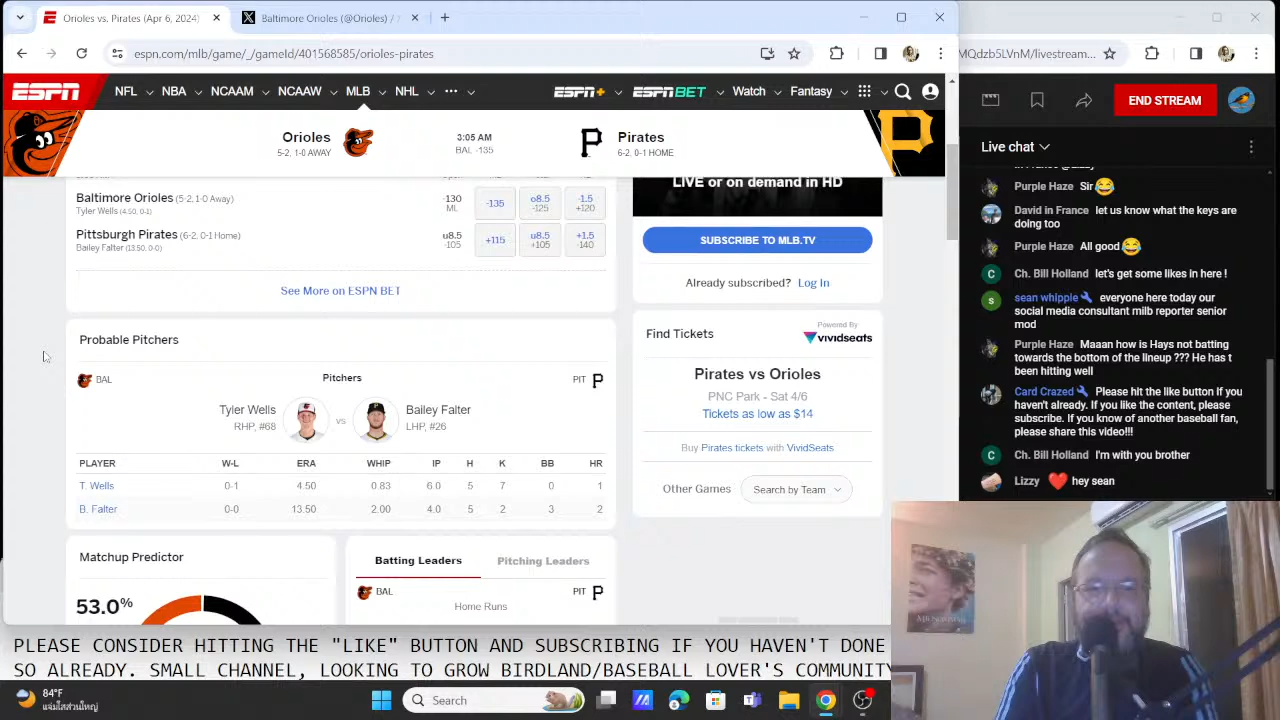 Orioles vs. Pirates (Apr 6, 2024)
Baltimore Orioles (@Orioles) /
espn.com/mlb/game/_/gameId/401568585/orioles-pirates
MQdzb5LVnM/livestream...
ESPN
NFL
NBA
NCAAM
NCAAW
MLB
NHL
ESPN+
ESPN BET
Watch
Fantasy
END STREAM
Orioles
5-2, 1-0 AWAY
3:05 AM
BAL -135
Pirates
6-2, 0-1 HOME
Live chat
Purple Haze Sir😂
David in France let us know what the keys are
doing too
Purple Haze All good😂
Ch. Bill Holland let's get some likes in here !
sean whipple everyone here today our
social media consultant milb reporter senior
mod
Purple Haze Maaan how is Hays not batting
towards the bottom of the lineup ??? He has t
been hitting well
Card Crazed Please hit the like button if you
haven't already. If you like the content, please
subscribe. If you know of another baseball fan,
please share this video!!!
Ch. Bill Holland I'm with you brother
Lizzy ❤️ hey sean
Baltimore Orioles (5-2, 1-0 Away)
Tyler Wells (4.50, 0-1)
-130
ML
-135
o8.5
-125
-1.5
+120
Pittsburgh Pirates (6-2, 0-1 Home)
Bailey Falter (13.50, 0-0)
u8.5
-105
+115
u8.5
+105
+1.5
-140
See More on ESPN BET
LIVE or on demand in HD
SUBSCRIBE TO MLB.TV
Already subscribed? Log In
Probable Pitchers
BAL
Pitchers
PIT
Tyler Wells
RHP, #68
vs
Bailey Falter
LHP, #26
PLAYER W-L ERA WHIP IP H K BB HR
T. Wells 0-1 4.50 0.83 6.0 5 7 0 1
B. Falter 0-0 13.50 2.00 4.0 5 2 3 2
Find Tickets
Powered By
vividseats
Pirates vs Orioles
PNC Park - Sat 4/6
Tickets as low as $14
Buy Pirates tickets with VividSeats
Other Games
Search by Team
Matchup Predictor
53.0%
Batting Leaders
Pitching Leaders
BAL
PIT
Home Runs
PLEASE CONSIDER HITTING THE "LIKE" BUTTON AND SUBSCRIBING IF YOU HAVEN'T DONE
SO ALREADY. SMALL CHANNEL, LOOKING TO GROW BIRDLAND/BASEBALL LOVER'S COMMUNITY
84°F
แจ่มใสส่วนใหญ่
Search